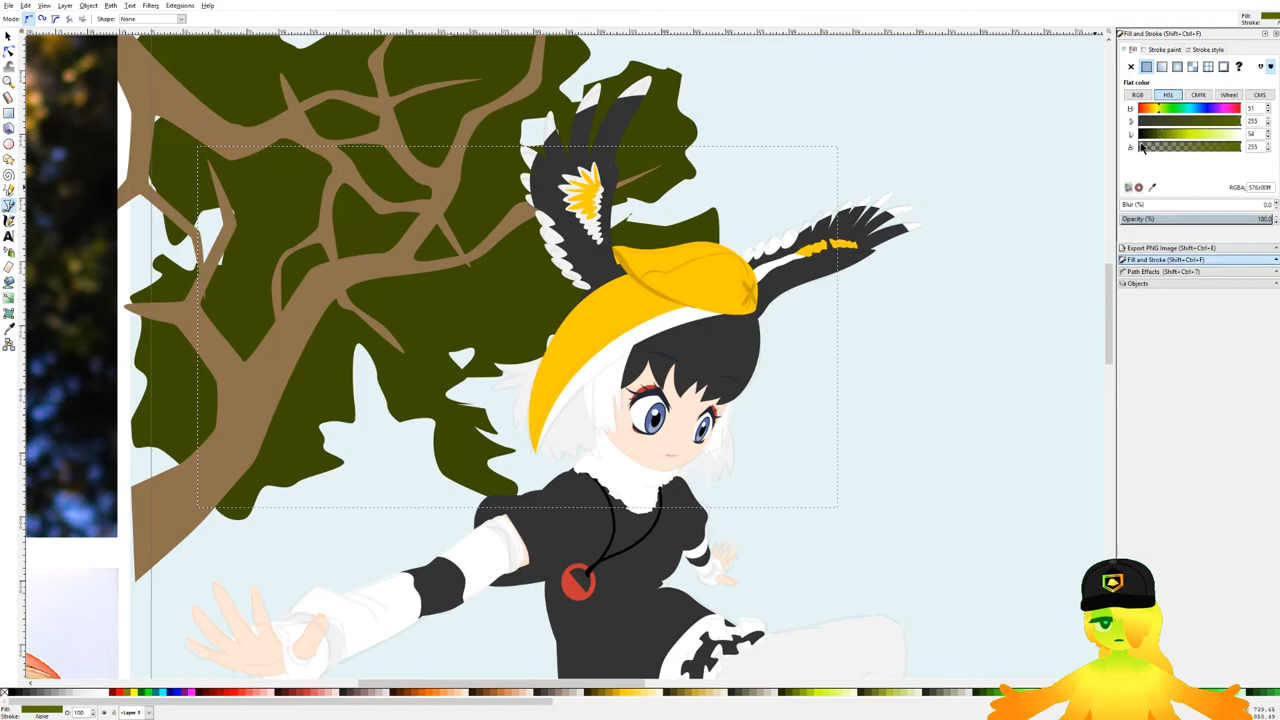 File Edit View Layer Object Path Text Filters Extensions Help
Mode: Shape: None
Fill:
Stroke:
Fill and Stroke (Shift+Ctrl+F)
Fill Stroke paint Stroke style
?
Flat color
RGB HSL CMYK Wheel CMS
H: 51
S: 255
L: 54
A: 255
RGBA: 576c00ff
Blur (%) 0.0
Opacity (%) 100.0
Export PNG Image (Shift+Ctrl+E)
Fill and Stroke (Shift+Ctrl+F)
Path Effects (Shift+Ctrl+7)
Objects
Fill:
Stroke: None
O: 100
Layer 1